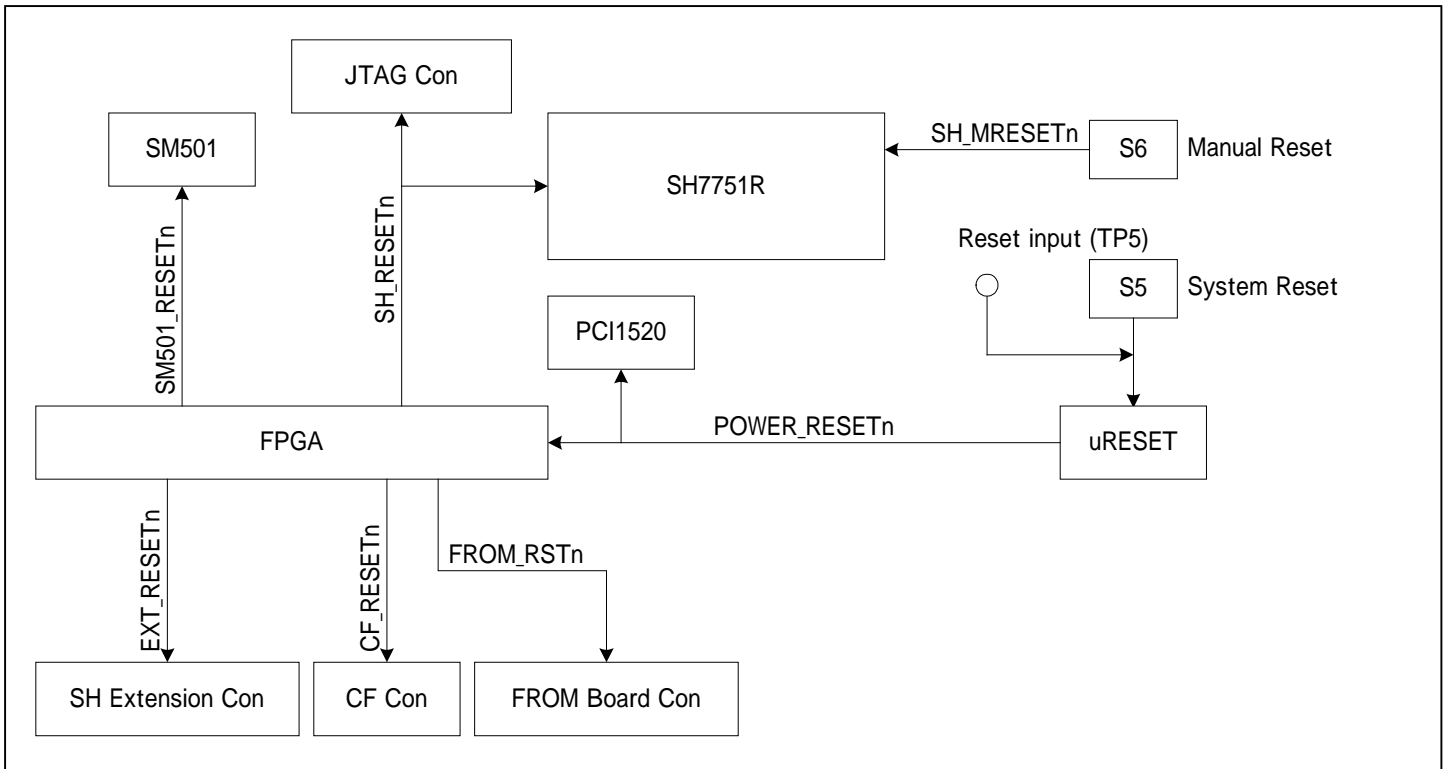 JTAG Con
SM501
SH7751R
SH_MRESETn
S6
Manual Reset
SM501_RESETn
SH_RESETn
Reset input (TP5)
S5
System Reset
PCI1520
FPGA
POWER_RESETn
uRESET
EXT_RESETn
CF_RESETn
FROM_RSTn
SH Extension Con
CF Con
FROM Board Con